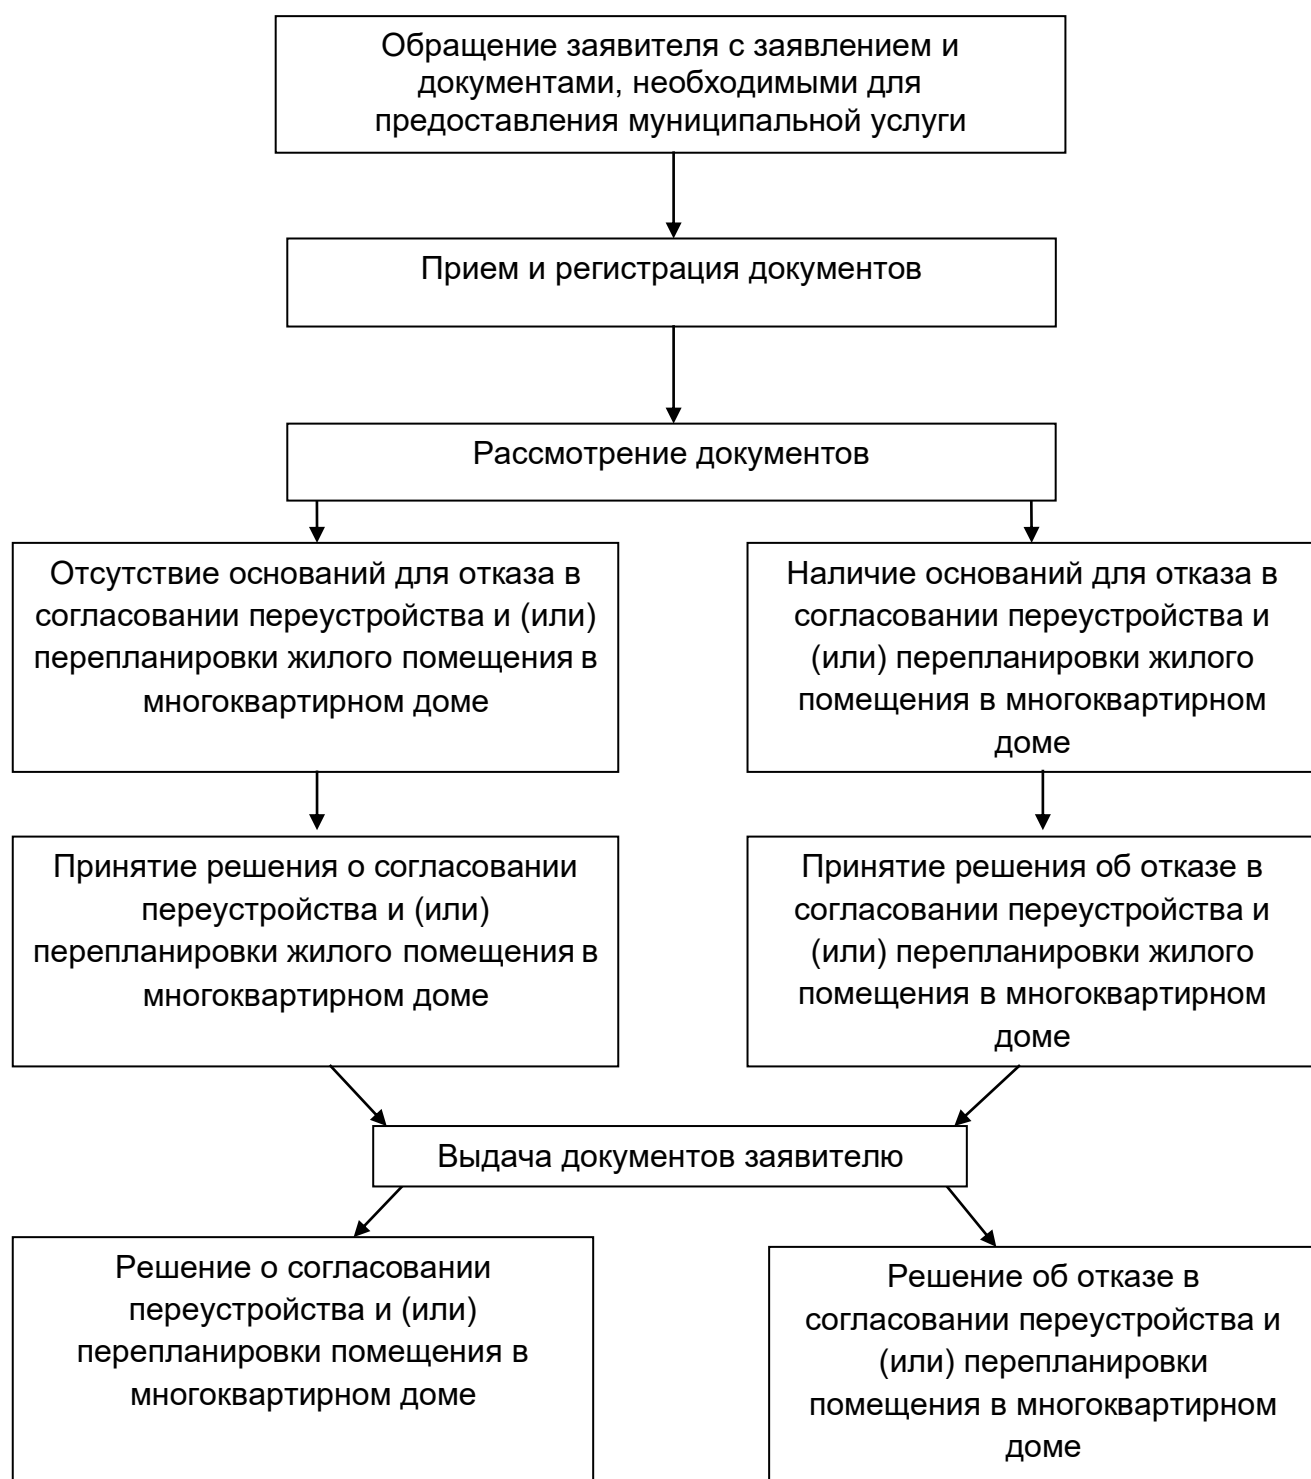 Обращение заявителя с заявлением и
документами, необходимыми для
предоставления муниципальной услуги
Прием и регистрация документов
Рассмотрение документов
Отсутствие оснований для отказа в
согласовании переустройства и (или)
перепланировки жилого помещения в
многоквартирном доме
Наличие оснований для отказа в
согласовании переустройства и
(или) перепланировки жилого
помещения в многоквартирном
доме
Принятие решения о согласовании
переустройства и (или)
перепланировки жилого помещения в
многоквартирном доме
Принятие решения об отказе в
согласовании переустройства и
(или) перепланировки жилого
помещения в многоквартирном
доме
Выдача документов заявителю
Решение о согласовании
переустройства и (или)
перепланировки помещения в
многоквартирном доме
Решение об отказе в
согласовании переустройства и
(или) перепланировки
помещения в многоквартирном
доме